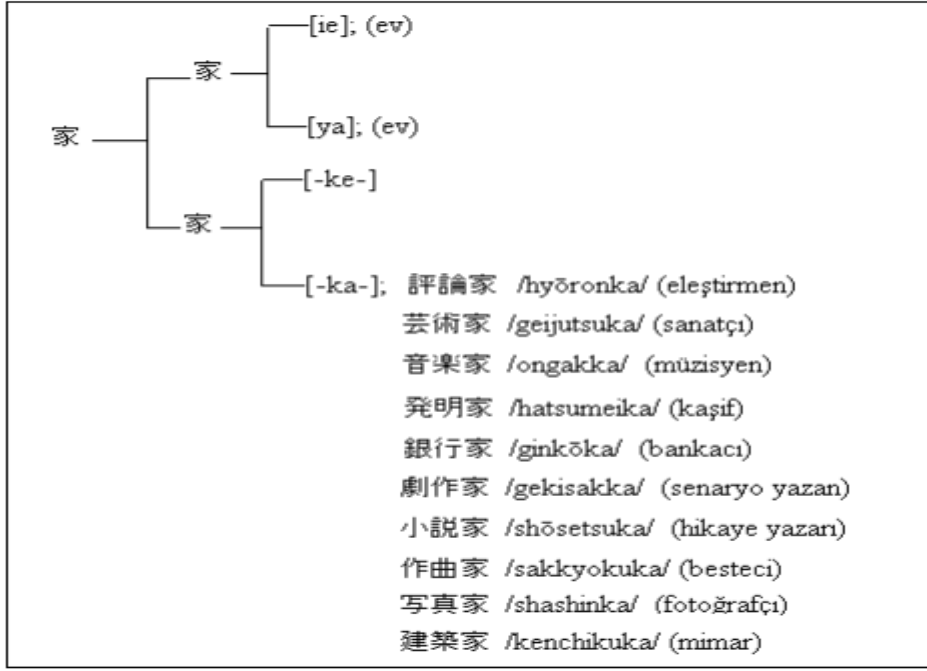 [ie]; (ev)
家
[ya]; (ev)
家
[-ke-]
家
[-ka-]; 評論家 /hyōronka/ (eleştirmen)
芸術家 /geijutsuka/ (sanatçı)
音楽家 /ongakka/ (müzisyen)
発明家 /hatsumeika/ (kaşif)
銀行家 /ginkōka/ (bankacı)
劇作家 /gekisakka/ (senaryo yazan)
小説家 /shōsetsuka/ (hikaye yazarı)
作曲家 /sakkyokuka/ (besteci)
写真家 /shashinka/ (fotoğrafçı)
建築家 /kenchikuka/ (mimar)